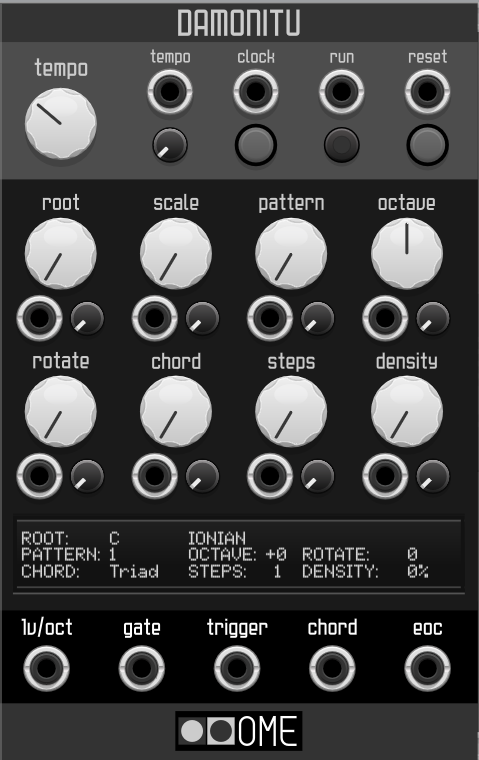 DAMONITU
tempo
tempo clock run reset
root scale pattern octave
rotate chord steps density
ROOT: C IONIAN
PATTERN: 1 OCTAVE: +0 ROTATE: 0
CHORD: Triad STEPS: 1 DENSITY: 0%
1v/oct gate trigger chord eoc
OME